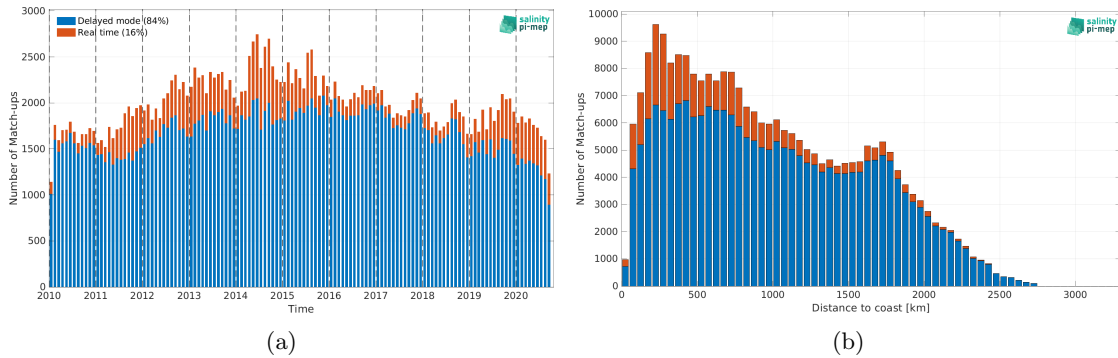 Delayed mode (84%)
Real time (16%)
salinity
pi-mep
Number of Match-ups
3000
2500
2000
1500
1000
500
0
2010 2011 2012 2013 2014 2015 2016 2017 2018 2019 2020
Time
(a)
salinity
pi-mep
Number of Match-ups
10000
9000
8000
7000
6000
5000
4000
3000
2000
1000
0
0 500 1000 1500 2000 2500 3000
Distance to coast [km]
(b)